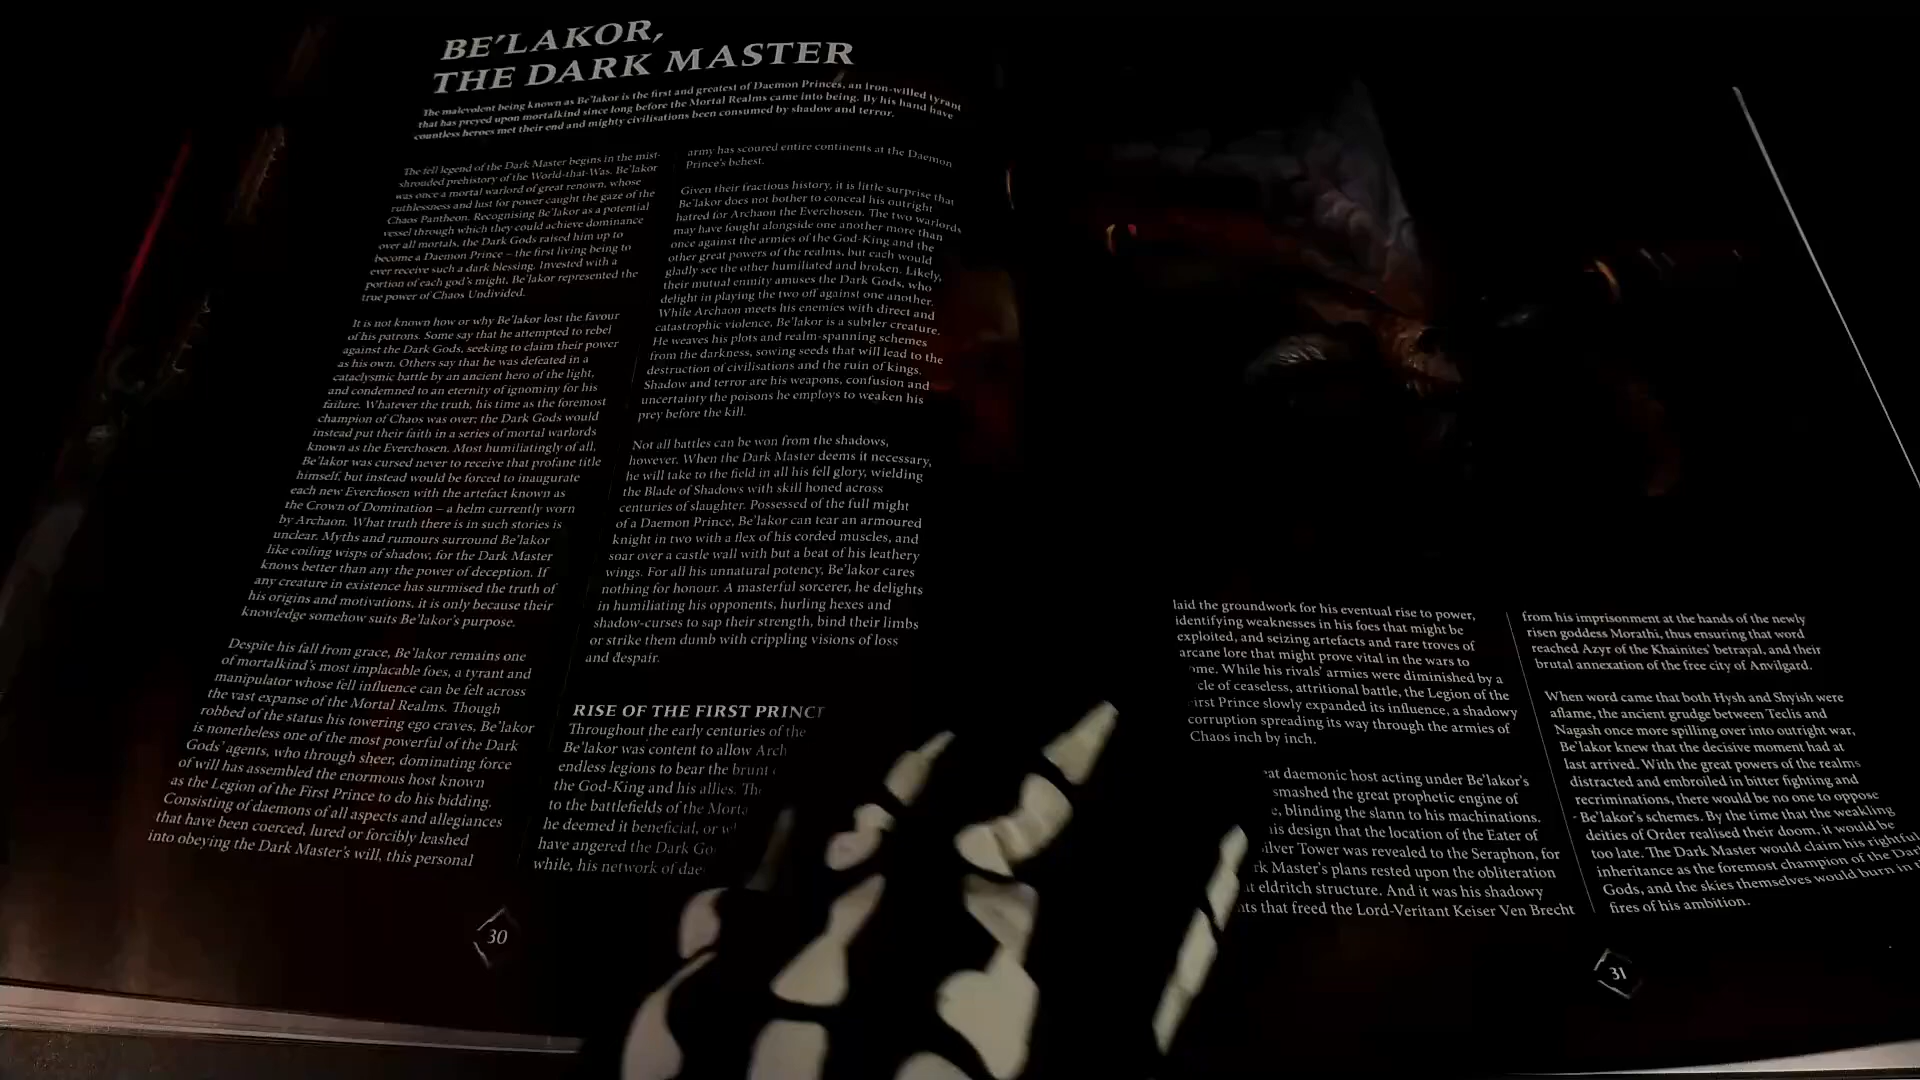 BE'LAKOR,
THE DARK MASTER
The malevolent being known as Be'lakor is the first and greatest of Daemon Princes, an iron-willed tyrant
that has preyed upon mortalkind since long before the Mortal Realms came into being. By his hand have
countless heroes met their end and mighty civilisations been consumed by shadow and terror.
The fell legend of the Dark Master begins in the mist-
shrouded prehistory of the World-that-Was. Be'lakor
was once a mortal warlord of great renown, whose
ruthlessness and lust for power caught the gaze of the
Chaos Pantheon. Recognising Be'lakor as a potential
vessel through which they could achieve dominance
over all mortals, the Dark Gods raised him up to
become a Daemon Prince – the first living being to
ever receive such a dark blessing. Invested with a
portion of each god's might, Be'lakor represented the
true power of Chaos Undivided.
It is not known how or why Be'lakor lost the favour
of his patrons. Some say that he attempted to rebel
against the Dark Gods, seeking to claim their power
as his own. Others say that he was defeated in a
cataclysmic battle by an ancient hero of the light,
and condemned to an eternity of ignominy for his
failure. Whatever the truth, his time as the foremost
champion of Chaos was over; the Dark Gods would
instead put their faith in a series of mortal warlords
known as the Everchosen. Most humiliatingly of all,
Be'lakor was cursed never to receive that profane title
himself, but instead would be forced to inaugurate
each new Everchosen with the artefact known as
the Crown of Domination – a helm currently worn
by Archaon. What truth there is in such stories is
unclear. Myths and rumours surround Be'lakor
like coiling wisps of shadow, for the Dark Master
knows better than any the power of deception. If
any creature in existence has surmised the truth of
his origins and motivations, it is only because their
knowledge somehow suits Be'lakor's purpose.
Despite his fall from grace, Be'lakor remains one
of mortalkind's most implacable foes, a tyrant and
manipulator whose fell influence can be felt across
the vast expanse of the Mortal Realms. Though
robbed of the status his towering ego craves, Be'lakor
is nonetheless one of the most powerful of the Dark
Gods' agents, who through sheer, dominating force
of will has assembled the enormous host known
as the Legion of the First Prince to do his bidding.
Consisting of daemons of all aspects and allegiances
that have been coerced, lured or forcibly leashed
into obeying the Dark Master's will, this personal
army has scoured entire continents at the Daemon
Prince's behest.
Given their fractious history, it is little surprise that
Be'lakor does not bother to conceal his outright
hatred for Archaon the Everchosen. The two warlords
may have fought alongside one another more than
once against the armies of the God-King and the
other great powers of the realms, but each would
gladly see the other humiliated and broken. Likely,
their mutual enmity amuses the Dark Gods, who
delight in playing the two off against one another.
While Archaon meets his enemies with direct and
catastrophic violence, Be'lakor is a subtler creature.
He weaves his plots and realm-spanning schemes
from the darkness, sowing seeds that will lead to the
destruction of civilisations and the ruin of kings.
Shadow and terror are his weapons, confusion and
uncertainty the poisons he employs to weaken his
prey before the kill.
Not all battles can be won from the shadows,
however. When the Dark Master deems it necessary,
he will take to the field in all his fell glory, wielding
the Blade of Shadows with skill honed across
centuries of slaughter. Possessed of the full might
of a Daemon Prince, Be'lakor can tear an armoured
knight in two with a flex of his corded muscles, and
soar over a castle wall with but a beat of his leathery
wings. For all his unnatural potency, Be'lakor cares
nothing for honour. A masterful sorcerer, he delights
in humiliating his opponents, hurling hexes and
shadow-curses to sap their strength, bind their limbs
or strike them dumb with crippling visions of loss
and despair.
RISE OF THE FIRST PRINC
Throughout the early centuries of the
Be'lakor was content to allow Arch
endless legions to bear the brunt
the God-King and his allies. The
to the battlefields of the Morta
he deemed it beneficial, or w
have angered the Dark Go
while, his network of dae
30
laid the groundwork for his eventual rise to power,
identifying weaknesses in his foes that might be
exploited, and seizing artefacts and rare troves of
arcane lore that might prove vital in the wars to
ome. While his rivals' armies were diminished by a
cle of ceaseless, attritional battle, the Legion of the
irst Prince slowly expanded its influence, a shadowy
corruption spreading its way through the armies of
Chaos inch by inch.
at daemonic host acting under Be'lakor's
smashed the great prophetic engine of
e, blinding the slann to his machinations.
is design that the location of the Eater of
ilver Tower was revealed to the Seraphon, for
rk Master's plans rested upon the obliteration
t eldritch structure. And it was his shadowy
nts that freed the Lord-Veritant Keiser Ven Brecht
from his imprisonment at the hands of the newly
risen goddess Morathi, thus ensuring that word
reached Azyr of the Khainites' betrayal, and their
brutal annexation of the free city of Anvilgard.
When word came that both Hysh and Shyish were
aflame, the ancient grudge between Teclis and
Nagash once more spilling over into outright war,
Be'lakor knew that the decisive moment had at
last arrived. With the great powers of the realms
distracted and embroiled in bitter fighting and
recriminations, there would be no one to oppose
Be'lakor's schemes. By the time that the weakling
deities of Order realised their doom, it would be
too late. The Dark Master would claim his rightful
inheritance as the foremost champion of the Dark
Gods, and the skies themselves would burn in t
fires of his ambition.
31